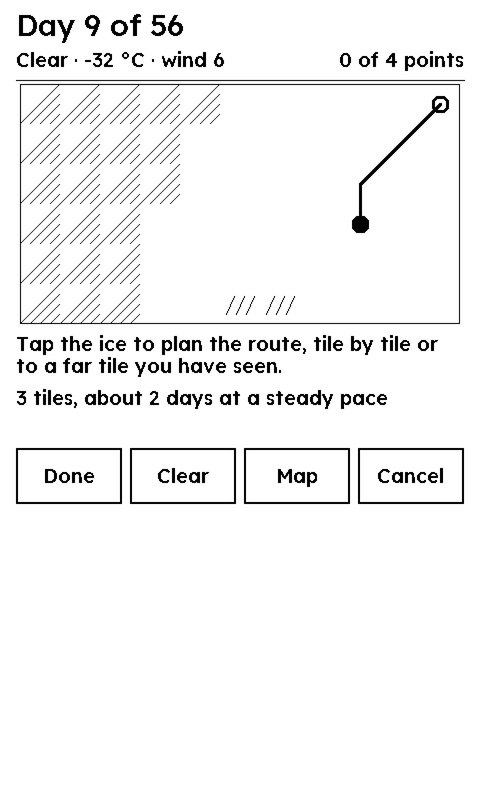 Day 9 of 56
Clear · -32 °C · wind 6
0 of 4 points
Tap the ice to plan the route, tile by tile or
to a far tile you have seen.
3 tiles, about 2 days at a steady pace
Done
Clear
Map
Cancel